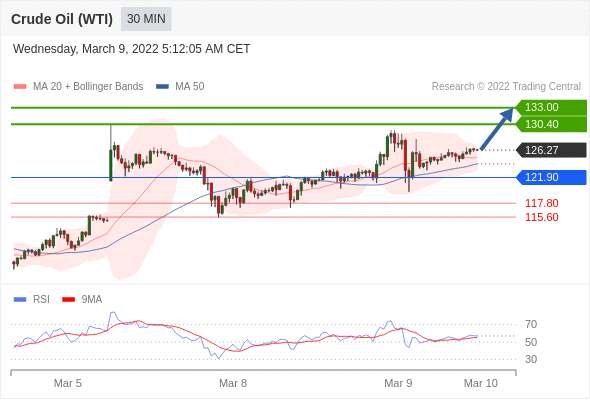 Crude Oil (WTI) 30 MIN
Wednesday, March 9, 2022 5:12:05 AM CET
MA 20 + Bollinger Bands MA 50 Research © 2022 Trading Central
133.00
130.40
126.27
121.90
117.80
115.60
RSI 9MA
70
50
30
Mar 5 Mar 8 Mar 9 Mar 10